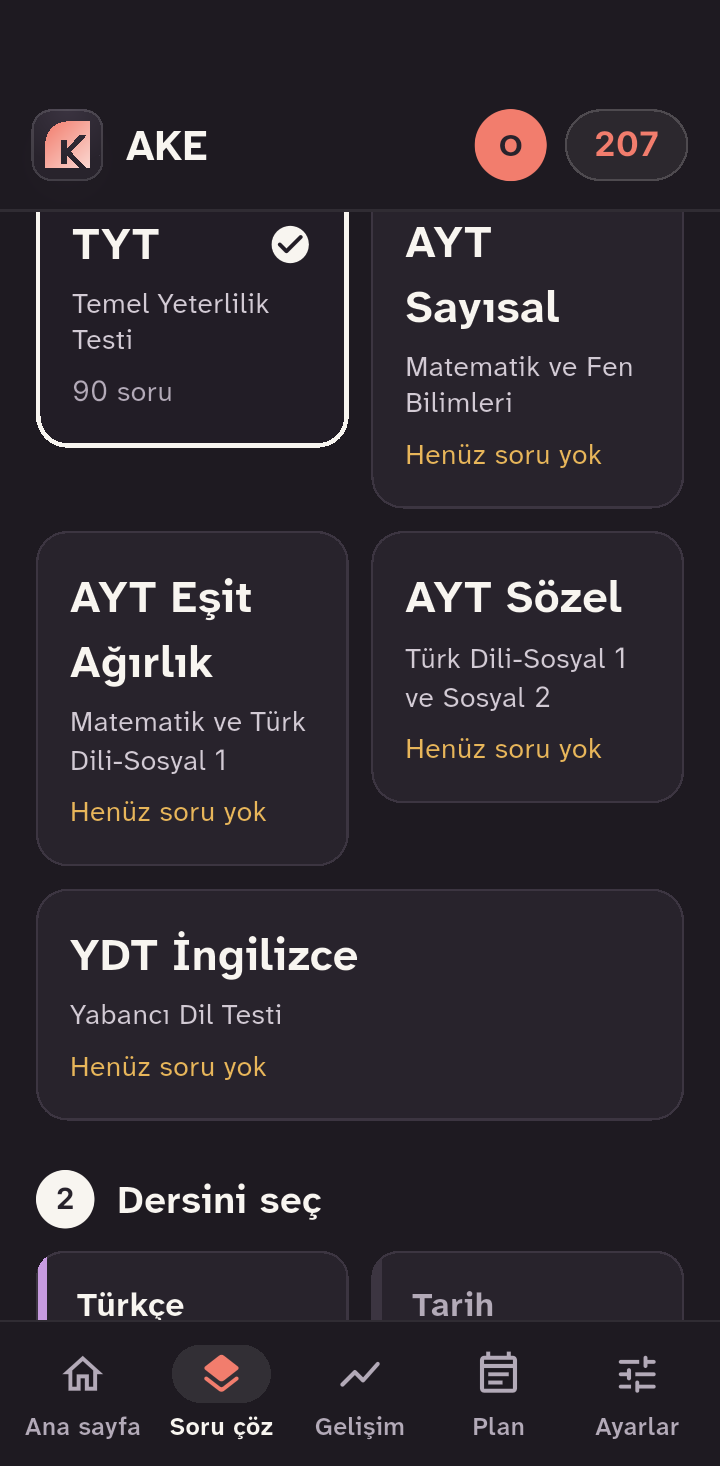 K AKE O 207
TYT
Temel Yeterlilik
Testi
90 soru
AYT
Sayısal
Matematik ve Fen
Bilimleri
Henüz soru yok
AYT Eşit
Ağırlık
Matematik ve Türk
Dili-Sosyal 1
Henüz soru yok
AYT Sözel
Türk Dili-Sosyal 1
ve Sosyal 2
Henüz soru yok
YDT İngilizce
Yabancı Dil Testi
Henüz soru yok
2 Dersini seç
Türkçe
Tarih
Ana sayfa
Soru çöz
Gelişim
Plan
Ayarlar